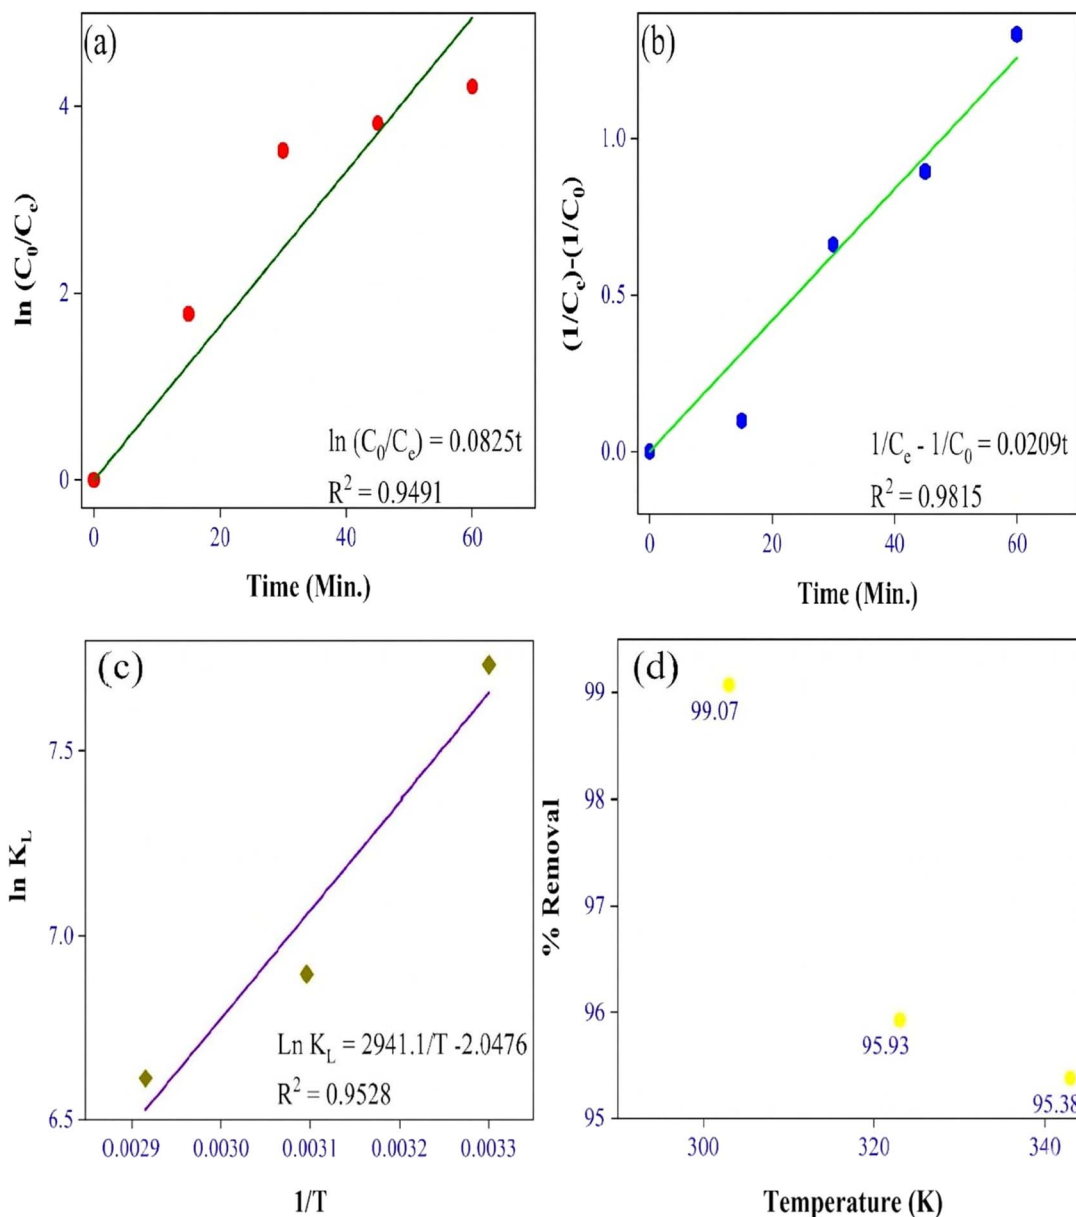 (a)
4
2
0
ln (C₀/Cₑ)
ln (C₀/Cₑ) = 0.0825t
R² = 0.9491
0 20 40 60
Time (Min.)
(b)
1.0
0.5
0.0
(1/Cₑ)-(1/C₀)
1/Cₑ - 1/C₀ = 0.0209t
R² = 0.9815
0 20 40 60
Time (Min.)
(c)
7.5
7.0
6.5
ln K_L
Ln K_L = 2941.1/T -2.0476
R² = 0.9528
0.0029 0.0030 0.0031 0.0032 0.0033
1/T
(d)
99
98
97
96
95
% Removal
99.07
95.93
95.38
300 320 340
Temperature (K)